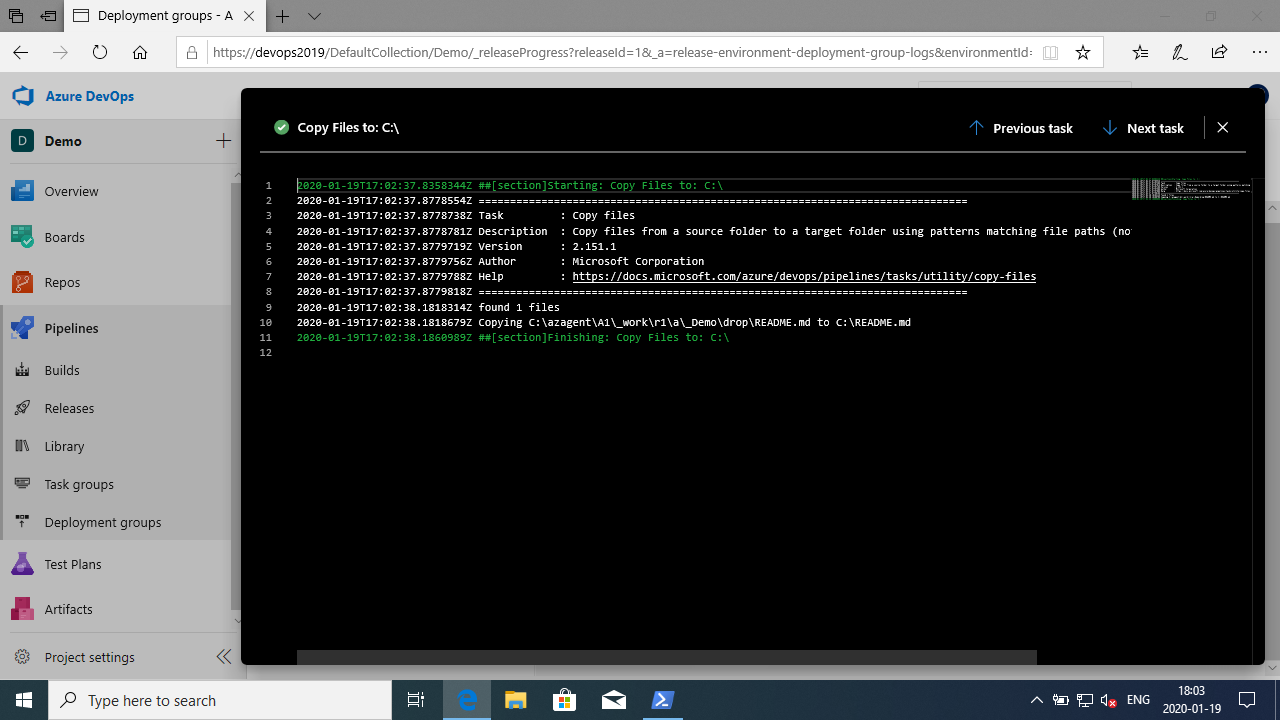 Deployment groups - A
https://devops2019/DefaultCollection/Demo/_releaseProgress?releaseId=1&_a=release-environment-deployment-group-logs&environmentId=
Azure DevOps
D Demo
Overview
Boards
Repos
Pipelines
Builds
Releases
Library
Task groups
Deployment groups
Test Plans
Artifacts
Project settings
Copy Files to: C:\
Previous task
Next task
1 2020-01-19T17:02:37.8358344Z ##[section]Starting: Copy Files to: C:\
2 2020-01-19T17:02:37.8778554Z ==============================================================================
3 2020-01-19T17:02:37.8778738Z Task         : Copy files
4 2020-01-19T17:02:37.8778781Z Description  : Copy files from a source folder to a target folder using patterns matching file paths (no
5 2020-01-19T17:02:37.8779719Z Version      : 2.151.1
6 2020-01-19T17:02:37.8779756Z Author       : Microsoft Corporation
7 2020-01-19T17:02:37.8779788Z Help         : https://docs.microsoft.com/azure/devops/pipelines/tasks/utility/copy-files
8 2020-01-19T17:02:37.8779818Z ==============================================================================
9 2020-01-19T17:02:38.1818314Z found 1 files
10 2020-01-19T17:02:38.1818679Z Copying C:\azagent\A1\_work\r1\a\_Demo\drop\README.md to C:\README.md
11 2020-01-19T17:02:38.1860989Z ##[section]Finishing: Copy Files to: C:\
12
Type here to search
ENG
18:03
2020-01-19